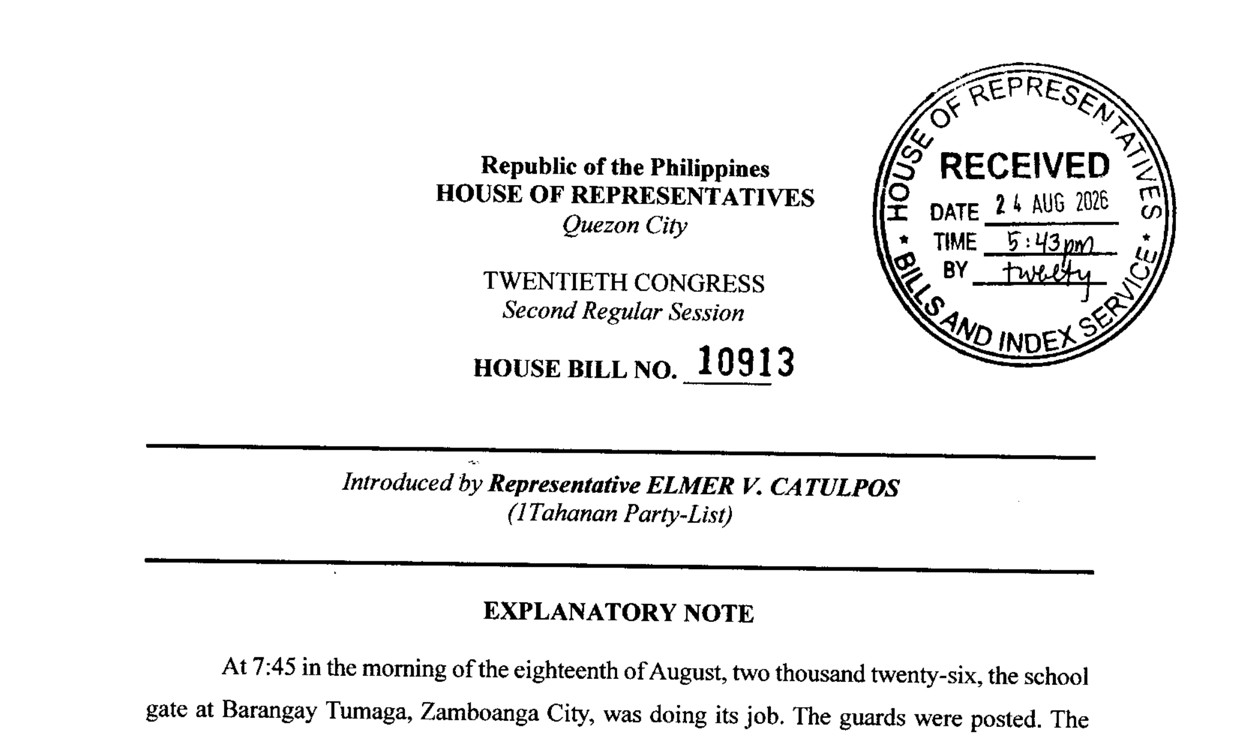 Republic of the Philippines
HOUSE OF REPRESENTATIVES
Quezon City
TWENTIETH CONGRESS
Second Regular Session
HOUSE BILL NO. 10913
HOUSE OF REPRESENTATIVES
RECEIVED
DATE 24 AUG 2026
TIME 5:43pm
BY tweety
* BILLS AND INDEX SERVICE *
Introduced by Representative ELMER V. CATULPOS
(1Tahanan Party-List)
EXPLANATORY NOTE
At 7:45 in the morning of the eighteenth of August, two thousand twenty-six, the school
gate at Barangay Tumaga, Zamboanga City, was doing its job. The guards were posted. The